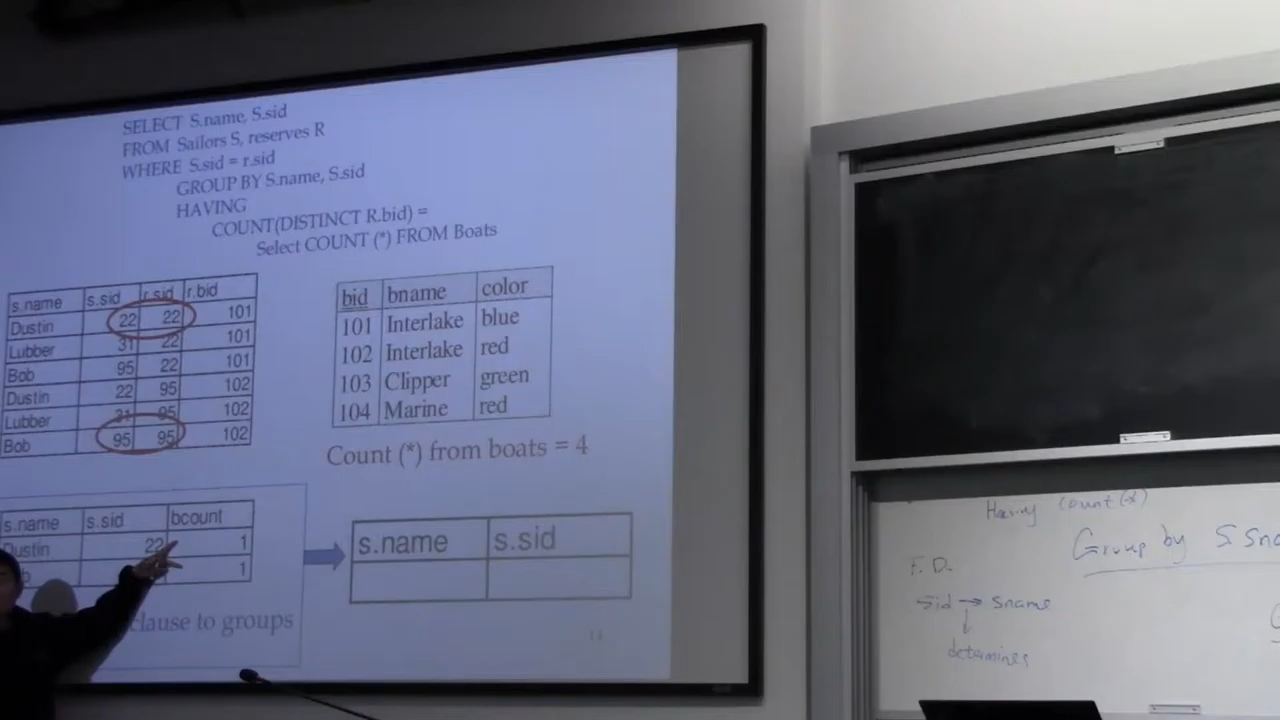 SELECT S.name, S.sid
FROM Sailors S, reserves R
WHERE S.sid = r.sid
GROUP BY S.name, S.sid
HAVING
COUNT(DISTINCT R.bid) =
Select COUNT (*) FROM Boats
s.name s.sid r.sid r.bid
Dustin 22 22 101
Lubber 31 22 101
Bob 95 22 101
Dustin 22 95 102
Lubber 31 95 102
Bob 95 95 102
bid bname color
101 Interlake blue
102 Interlake red
103 Clipper green
104 Marine red
Count (*) from boats = 4
s.name s.sid bcount
Dustin 22 1
1
clause to groups
s.name s.sid
Having count(*)
Group by S
F. D.
sid → sname
determines